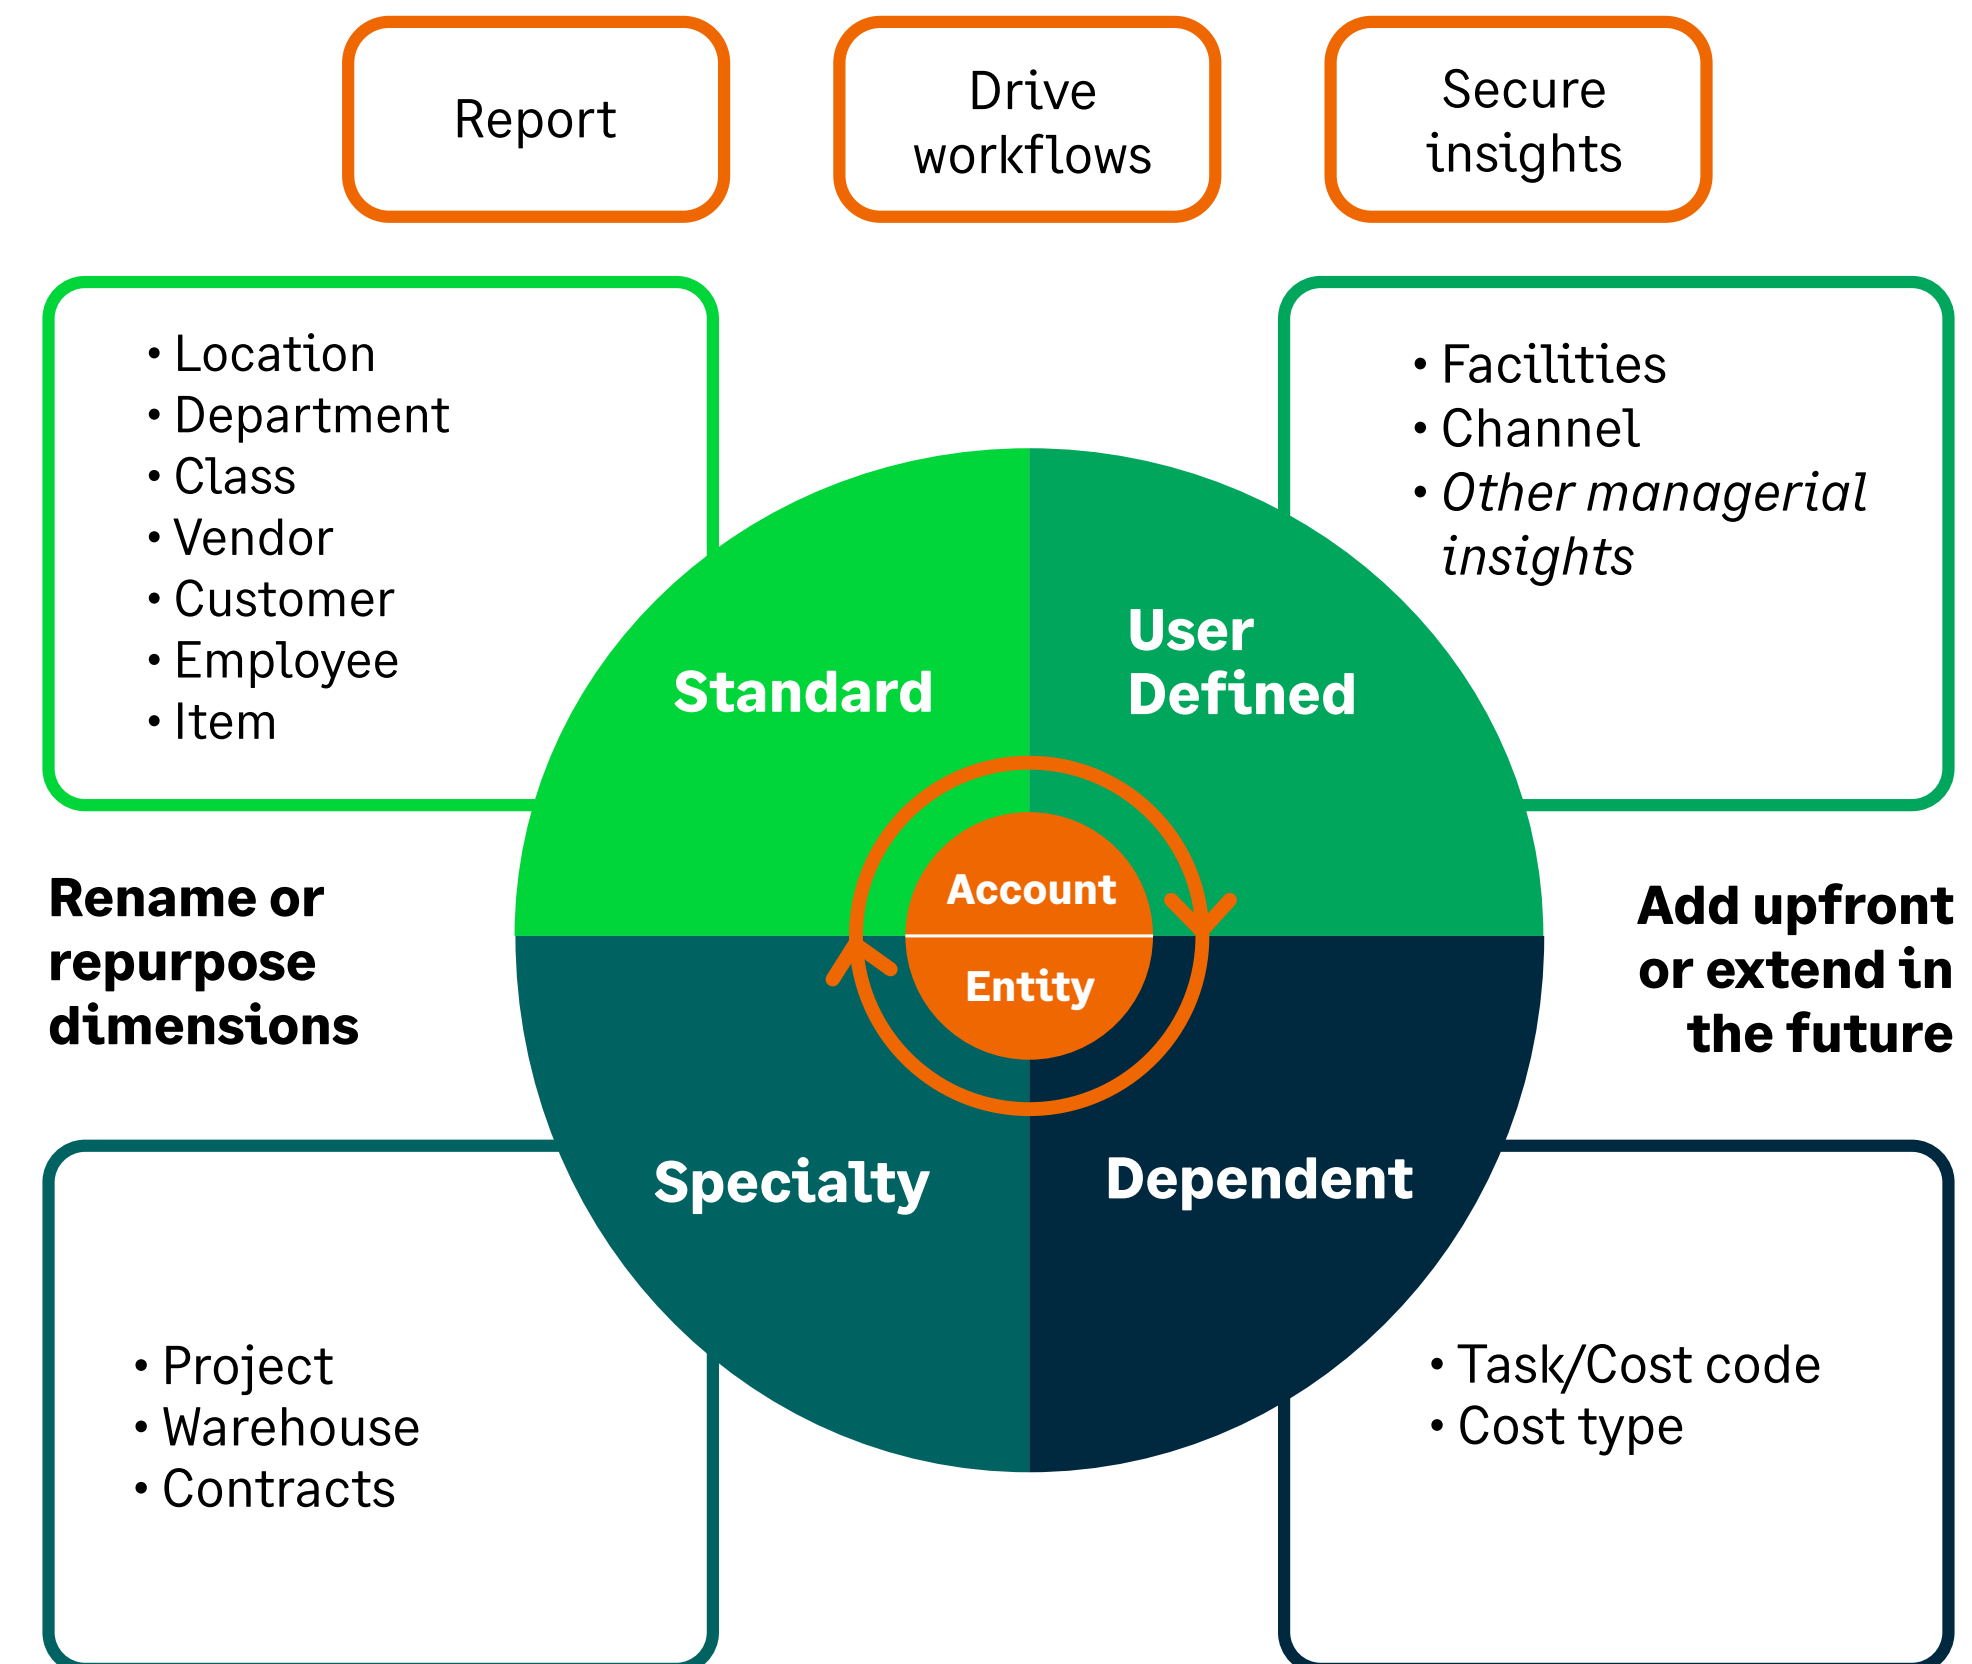 Report
Drive
workflows
Secure
insights
• Location
• Department
• Class
• Vendor
• Customer
• Employee
• Item
• Facilities
• Channel
• Other managerial
insights
Standard
User
Defined
Account
Entity
Rename or
repurpose
dimensions
Add upfront
or extend in
the future
Specialty
Dependent
• Project
• Warehouse
• Contracts
• Task/Cost code
• Cost type